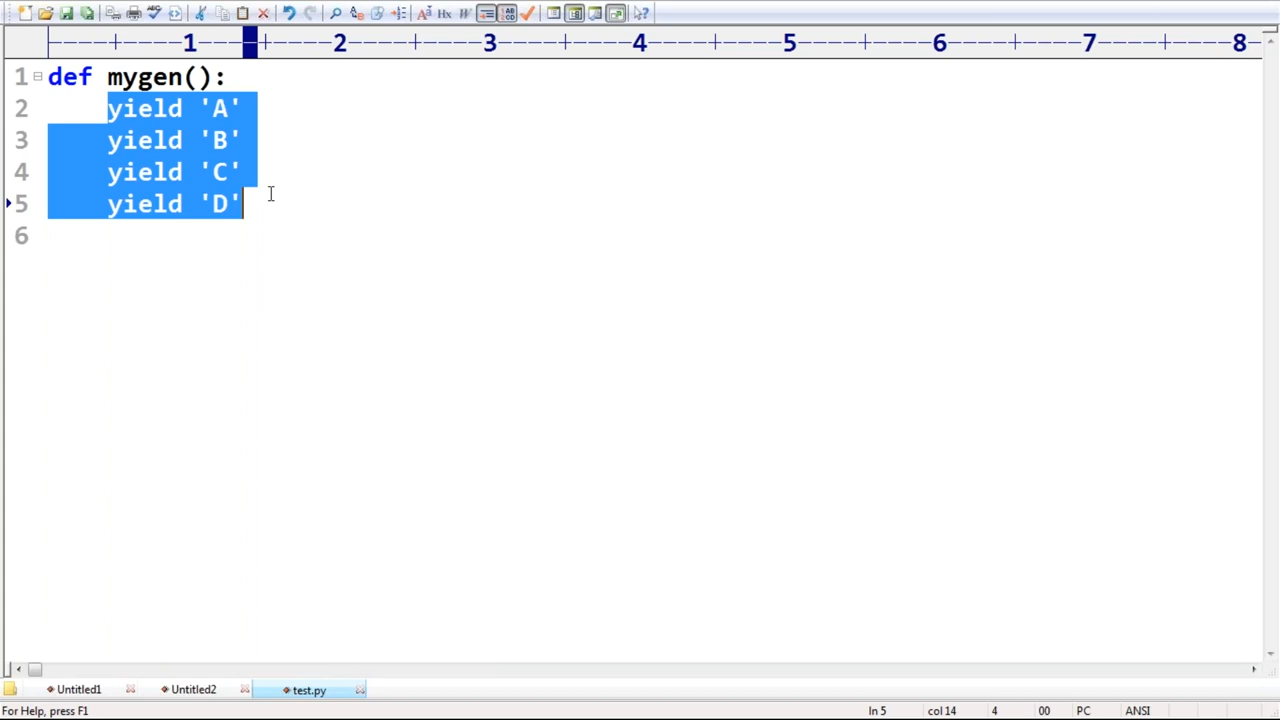 1 2 3 4 5 6 7 8
1 def mygen():
2 yield 'A'
3 yield 'B'
4 yield 'C'
5 yield 'D'
6
Untitled1 Untitled2 test.py
For Help, press F1 ln 5 col 14 4 00 PC ANSI